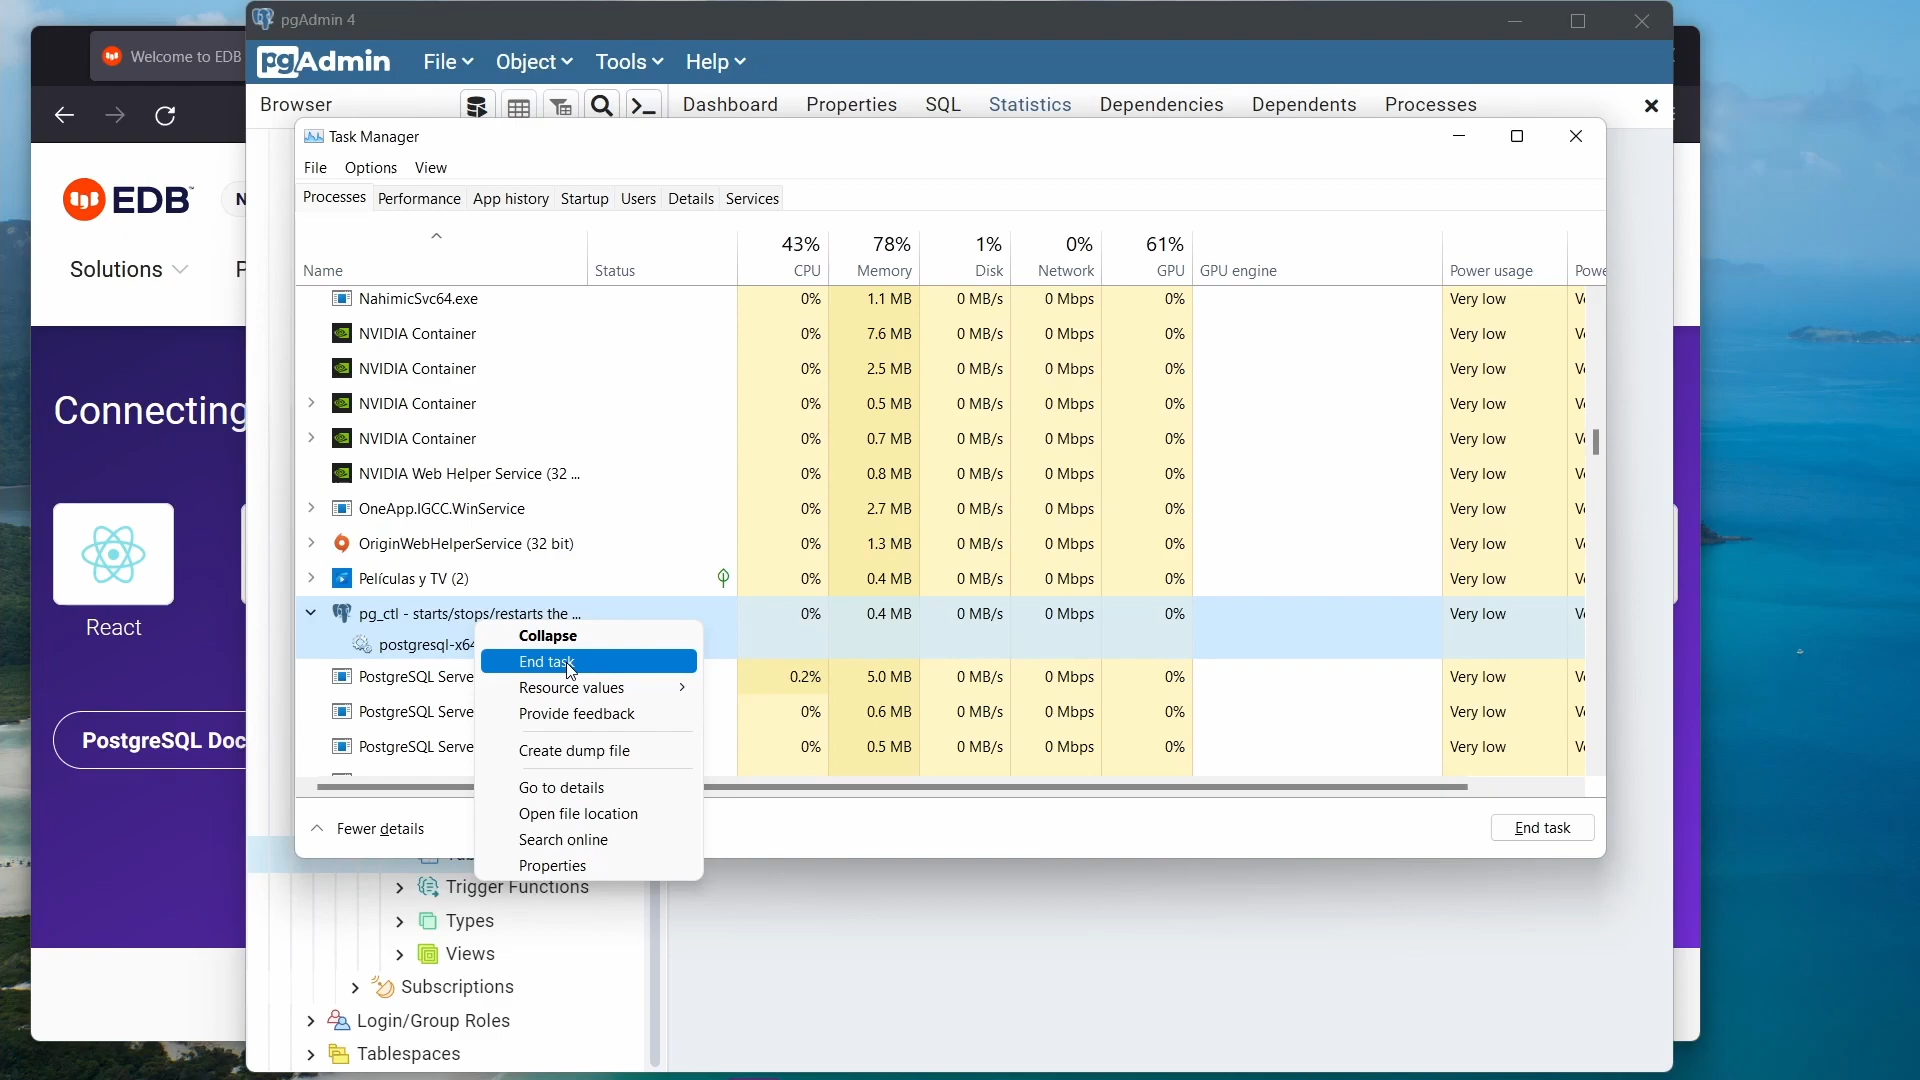 pgAdmin 4
Welcome to EDB
pgAdmin File Object Tools Help
Browser Dashboard Properties SQL Statistics Dependencies Dependents Processes
Task Manager
File Options View
Processes Performance App history Startup Users Details Services
EDB
N
Solutions P
43% 78% 1% 0% 61%
Name Status CPU Memory Disk Network GPU GPU engine Power usage Powe
NahimicSvc64.exe 0% 1.1 MB 0 MB/s 0 Mbps 0% Very low
NVIDIA Container 0% 7.6 MB 0 MB/s 0 Mbps 0% Very low
NVIDIA Container 0% 2.5 MB 0 MB/s 0 Mbps 0% Very low
NVIDIA Container 0% 0.5 MB 0 MB/s 0 Mbps 0% Very low
NVIDIA Container 0% 0.7 MB 0 MB/s 0 Mbps 0% Very low
NVIDIA Web Helper Service (32 ... 0% 0.8 MB 0 MB/s 0 Mbps 0% Very low
OneApp.IGCC.WinService 0% 2.7 MB 0 MB/s 0 Mbps 0% Very low
OriginWebHelperService (32 bit) 0% 1.3 MB 0 MB/s 0 Mbps 0% Very low
Películas y TV (2) 0% 0.4 MB 0 MB/s 0 Mbps 0% Very low
pg_ctl - starts/stops/restarts the ... 0% 0.4 MB 0 MB/s 0 Mbps 0% Very low
postgresql-x64
PostgreSQL Serve 0.2% 5.0 MB 0 MB/s 0 Mbps 0% Very low
PostgreSQL Serve 0% 0.6 MB 0 MB/s 0 Mbps 0% Very low
PostgreSQL Serve 0% 0.5 MB 0 MB/s 0 Mbps 0% Very low
Collapse
End task
Resource values
Provide feedback
Create dump file
Go to details
Open file location
Search online
Properties
Fewer details
End task
Connecting
React
PostgreSQL Doc
Trigger Functions
Types
Views
Subscriptions
Login/Group Roles
Tablespaces